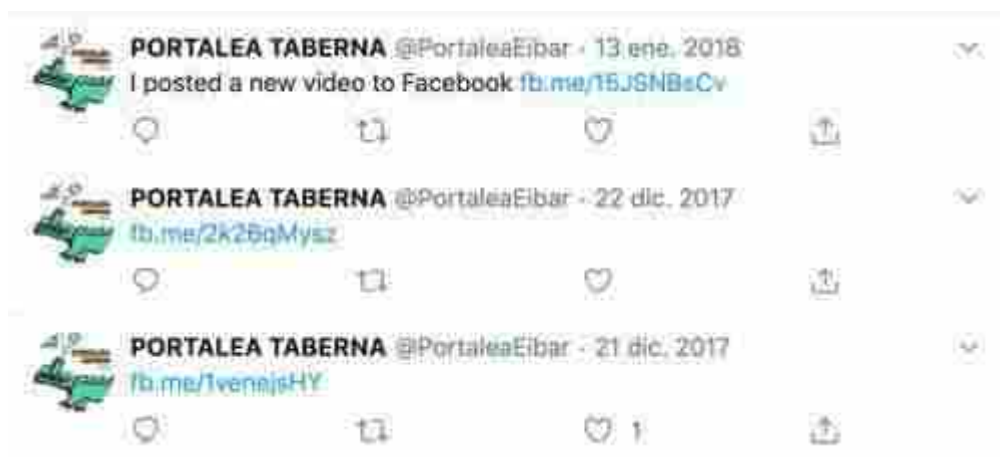 PORTALEA TABERNA @PortaleaEibar · 13 ene. 2018
I posted a new video to Facebook fb.me/15JSNBsCv
PORTALEA TABERNA @PortaleaEibar · 22 dic. 2017
fb.me/2k26qMysz
PORTALEA TABERNA @PortaleaEibar · 21 dic. 2017
fb.me/1venejsHY
1